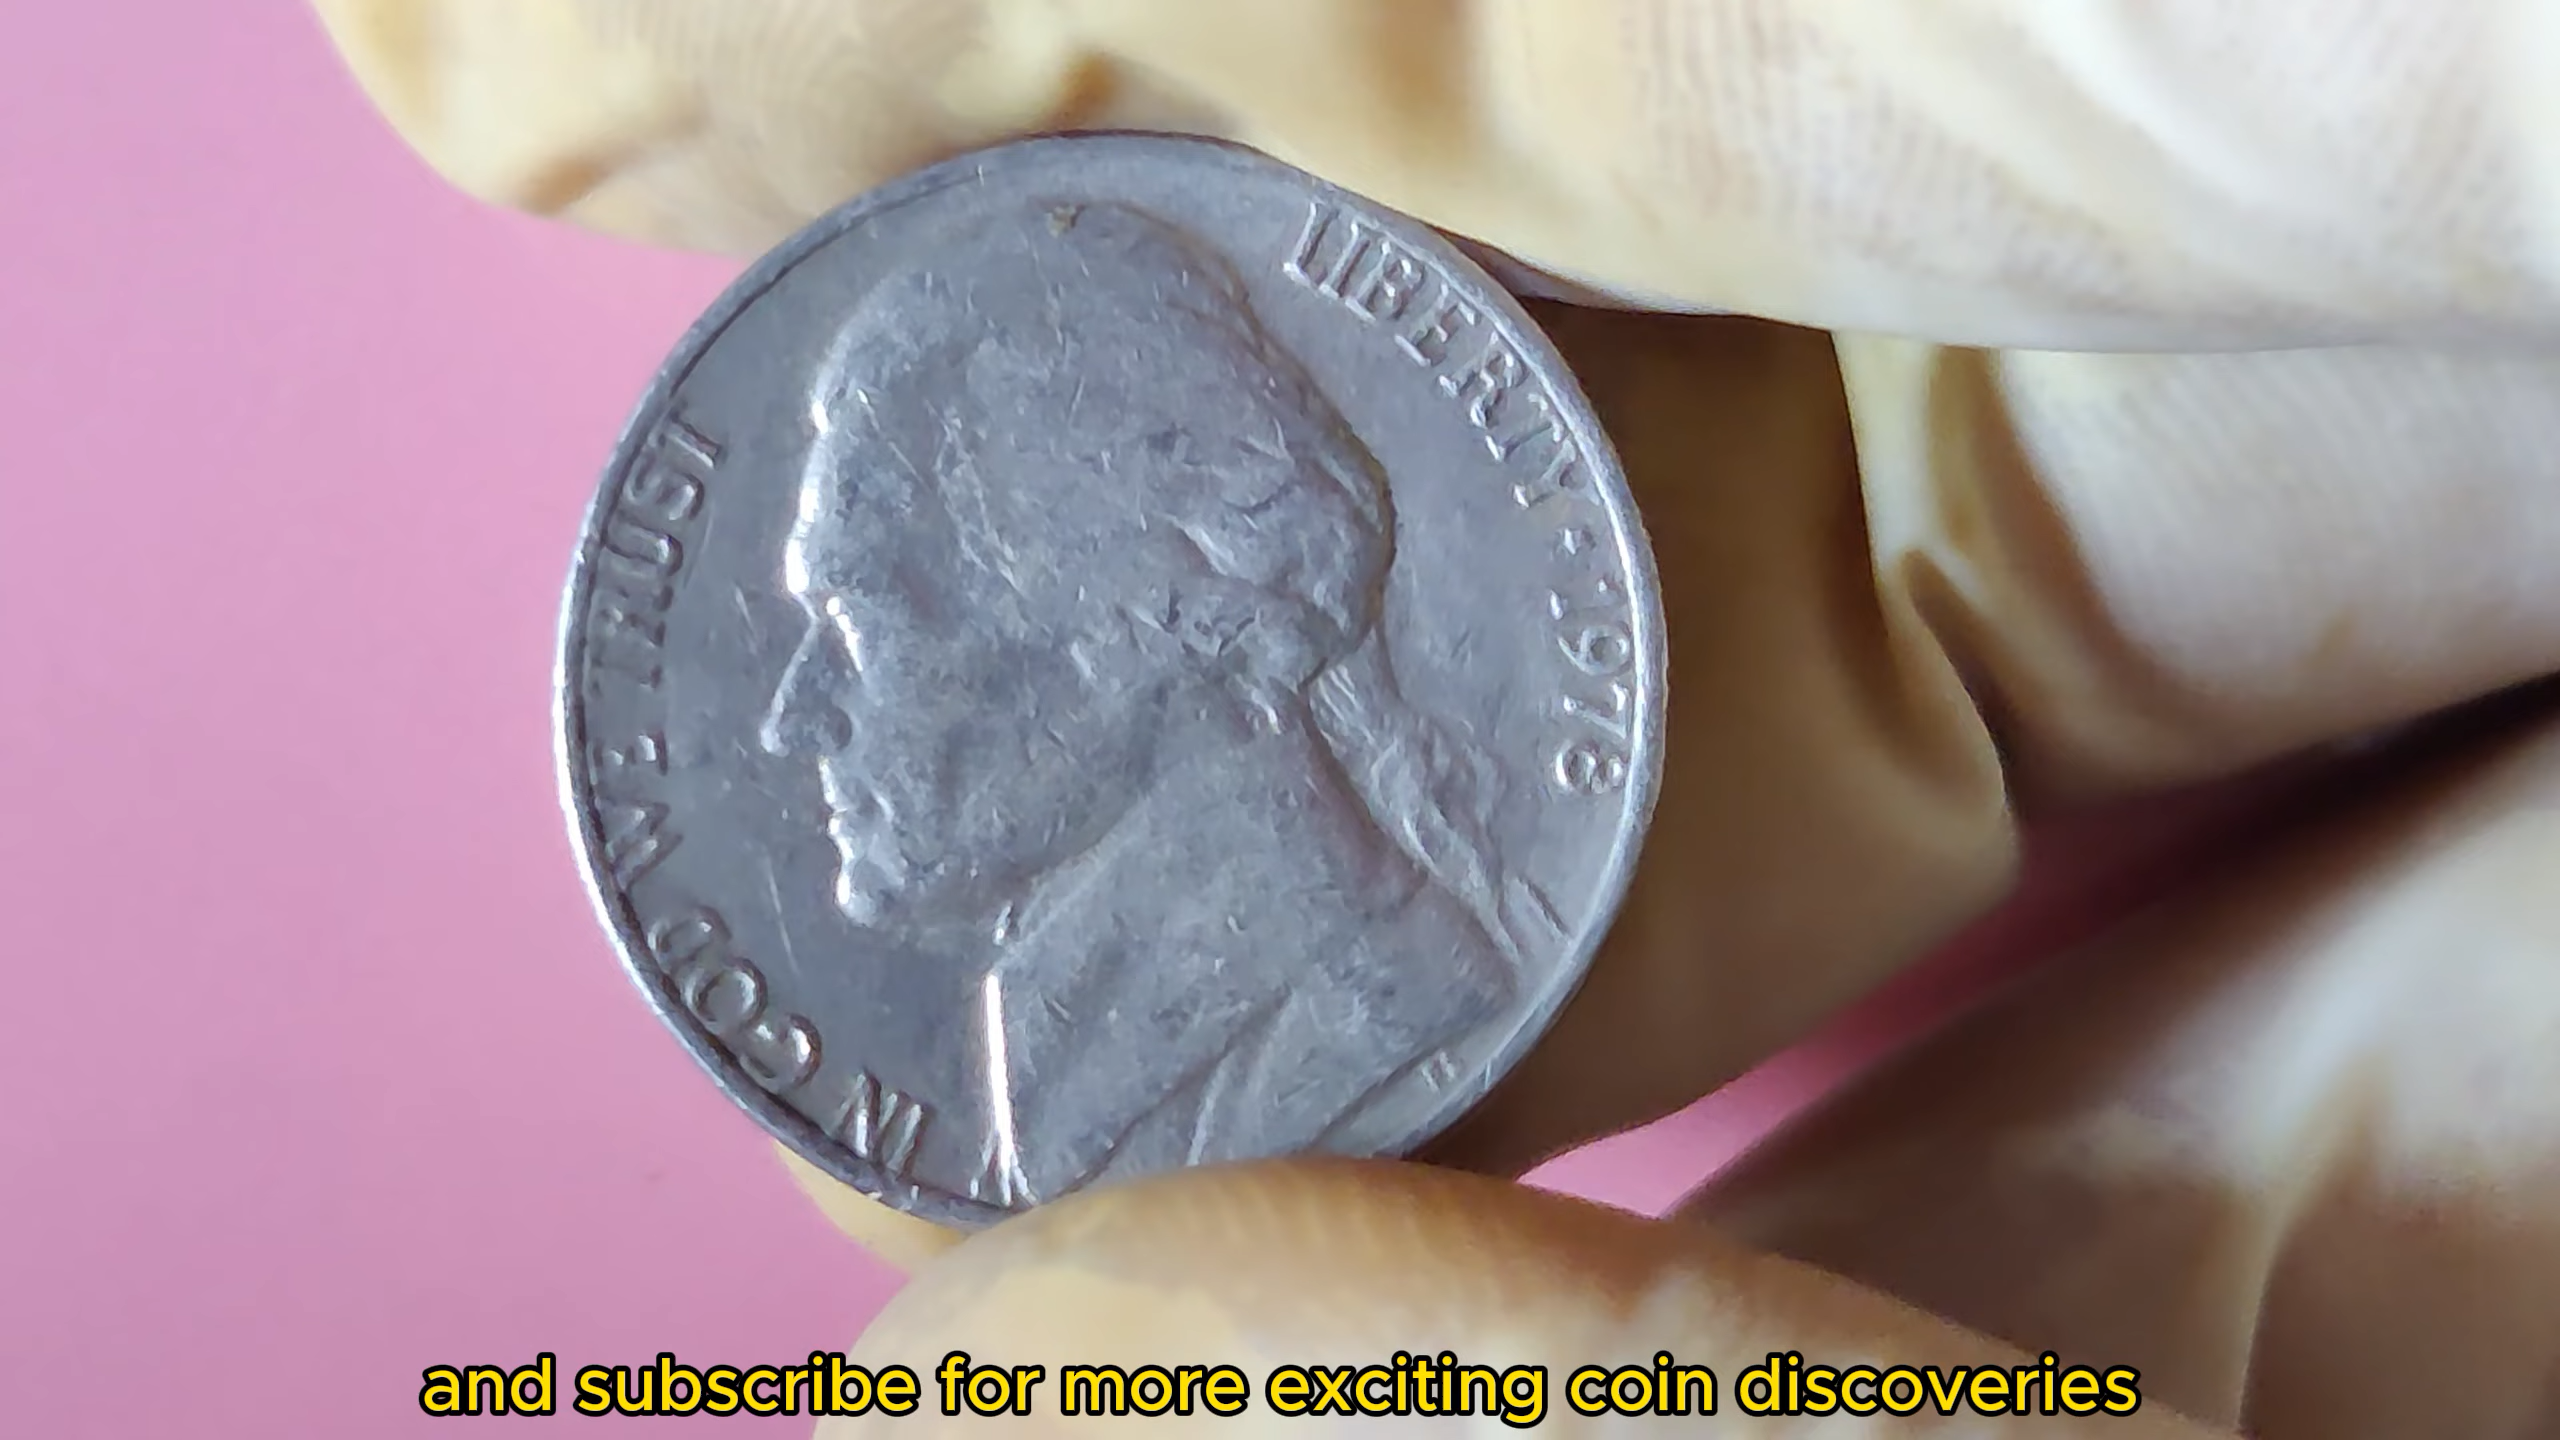 IN GOD WE TRUST
LIBERTY * 1978
and subscribe for more exciting coin discoveries